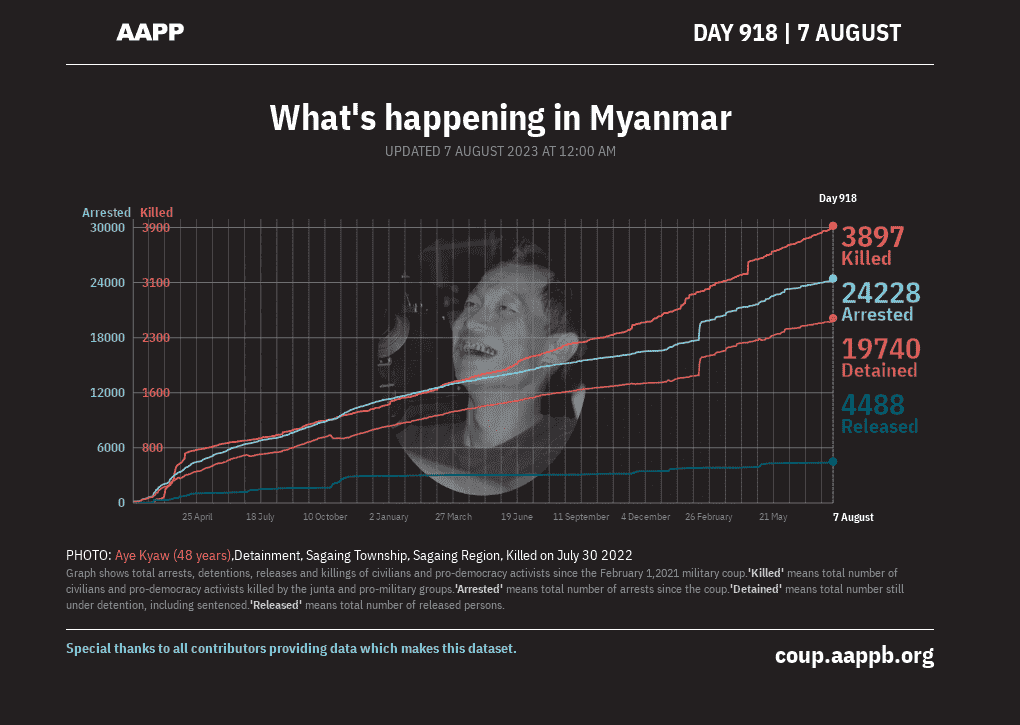 AAPP
DAY 918 | 7 AUGUST
What's happening in Myanmar
UPDATED 7 AUGUST 2023 AT 12:00 AM
Day 918
Arrested Killed
30000 3900
24000 3100
18000 2300
12000 1600
6000 800
0
3897
Killed
24228
Arrested
19740
Detained
4488
Released
25 April 18 July 10 October 2 January 27 March 19 June 11 September 4 December 26 February 21 May 7 August
PHOTO: Aye Kyaw (48 years),Detainment, Sagaing Township, Sagaing Region, Killed on July 30 2022
Graph shows total arrests, detentions, releases and killings of civilians and pro-democracy activists since the February 1,2021 military coup.'Killed' means total number of
civilians and pro-democracy activists killed by the junta and pro-military groups.'Arrested' means total number of arrests since the coup.'Detained' means total number still
under detention, including sentenced.'Released' means total number of released persons.
Special thanks to all contributors providing data which makes this dataset.
coup.aappb.org